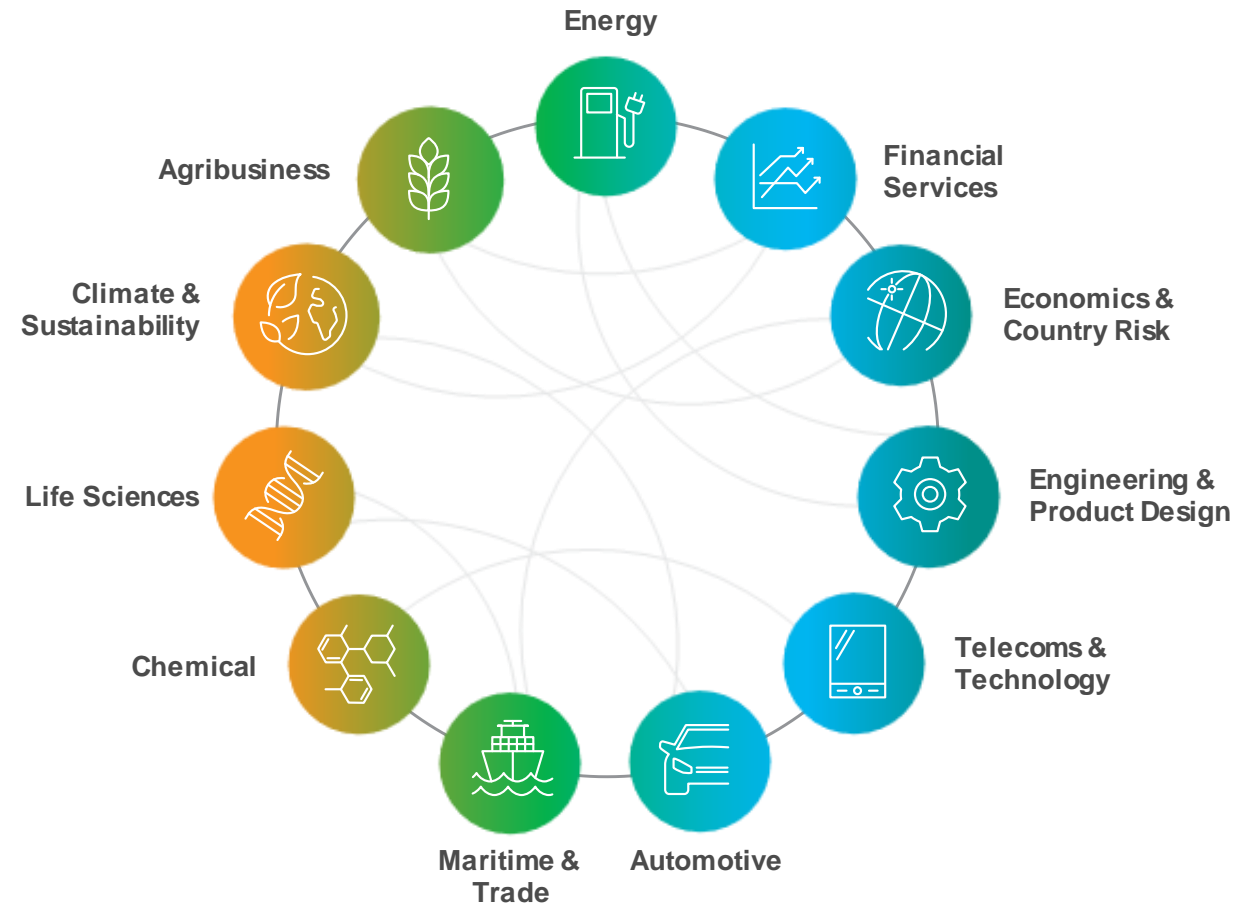 Energy
Financial
Services
Economics &
Country Risk
Engineering &
Product Design
Telecoms &
Technology
Automotive
Maritime &
Trade
Chemical
Life Sciences
Climate &
Sustainability
Agribusiness